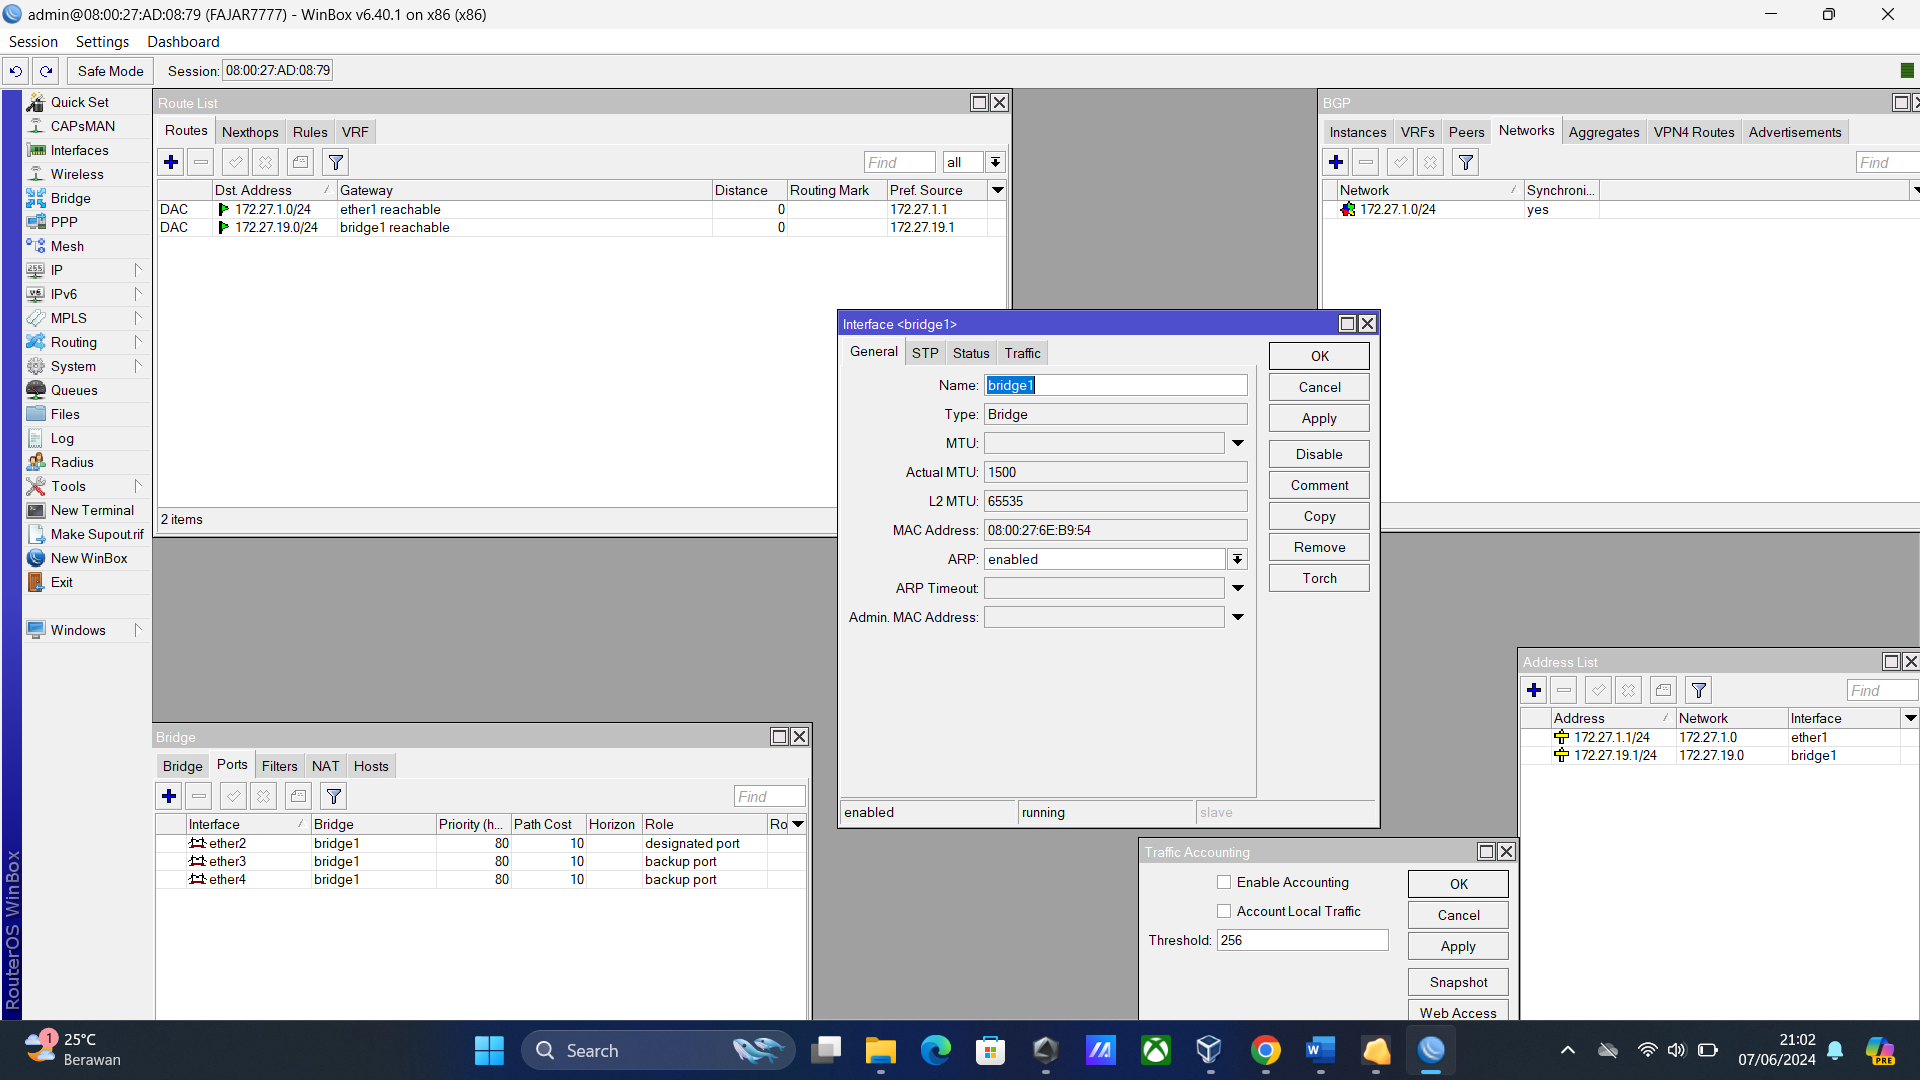 admin@08:00:27:AD:08:79 (FAJAR7777) - WinBox v6.40.1 on x86 (x86)
Session Settings Dashboard
Safe Mode Session: 08:00:27:AD:08:79
Quick Set
CAPsMAN
Interfaces
Wireless
Bridge
PPP
Mesh
IP
IPv6
MPLS
Routing
System
Queues
Files
Log
Radius
Tools
New Terminal
Make Supout.rif
New WinBox
Exit
Windows
RouterOS WinBox
Route List
Routes Nexthops Rules VRF
Find all
Dst. Address Gateway Distance Routing Mark Pref. Source
DAC 172.27.1.0/24 ether1 reachable 0 172.27.1.1
DAC 172.27.19.0/24 bridge1 reachable 0 172.27.19.1
2 items
BGP
Instances VRFs Peers Networks Aggregates VPN4 Routes Advertisements
Find
Network Synchroni...
172.27.1.0/24 yes
Interface <bridge1>
General STP Status Traffic
Name: bridge1
Type: Bridge
MTU:
Actual MTU: 1500
L2 MTU: 65535
MAC Address: 08:00:27:6E:B9:54
ARP: enabled
ARP Timeout:
Admin. MAC Address:
OK
Cancel
Apply
Disable
Comment
Copy
Remove
Torch
enabled running slave
Bridge
Bridge Ports Filters NAT Hosts
Find
Interface Bridge Priority (h... Path Cost Horizon Role Ro
ether2 bridge1 80 10 designated port
ether3 bridge1 80 10 backup port
ether4 bridge1 80 10 backup port
Address List
Find
Address Network Interface
172.27.1.1/24 172.27.1.0 ether1
172.27.19.1/24 172.27.19.0 bridge1
Traffic Accounting
Enable Accounting
Account Local Traffic
Threshold: 256
OK
Cancel
Apply
Snapshot
Web Access
1
25°C
Berawan
Search
21:02
07/06/2024
PRE